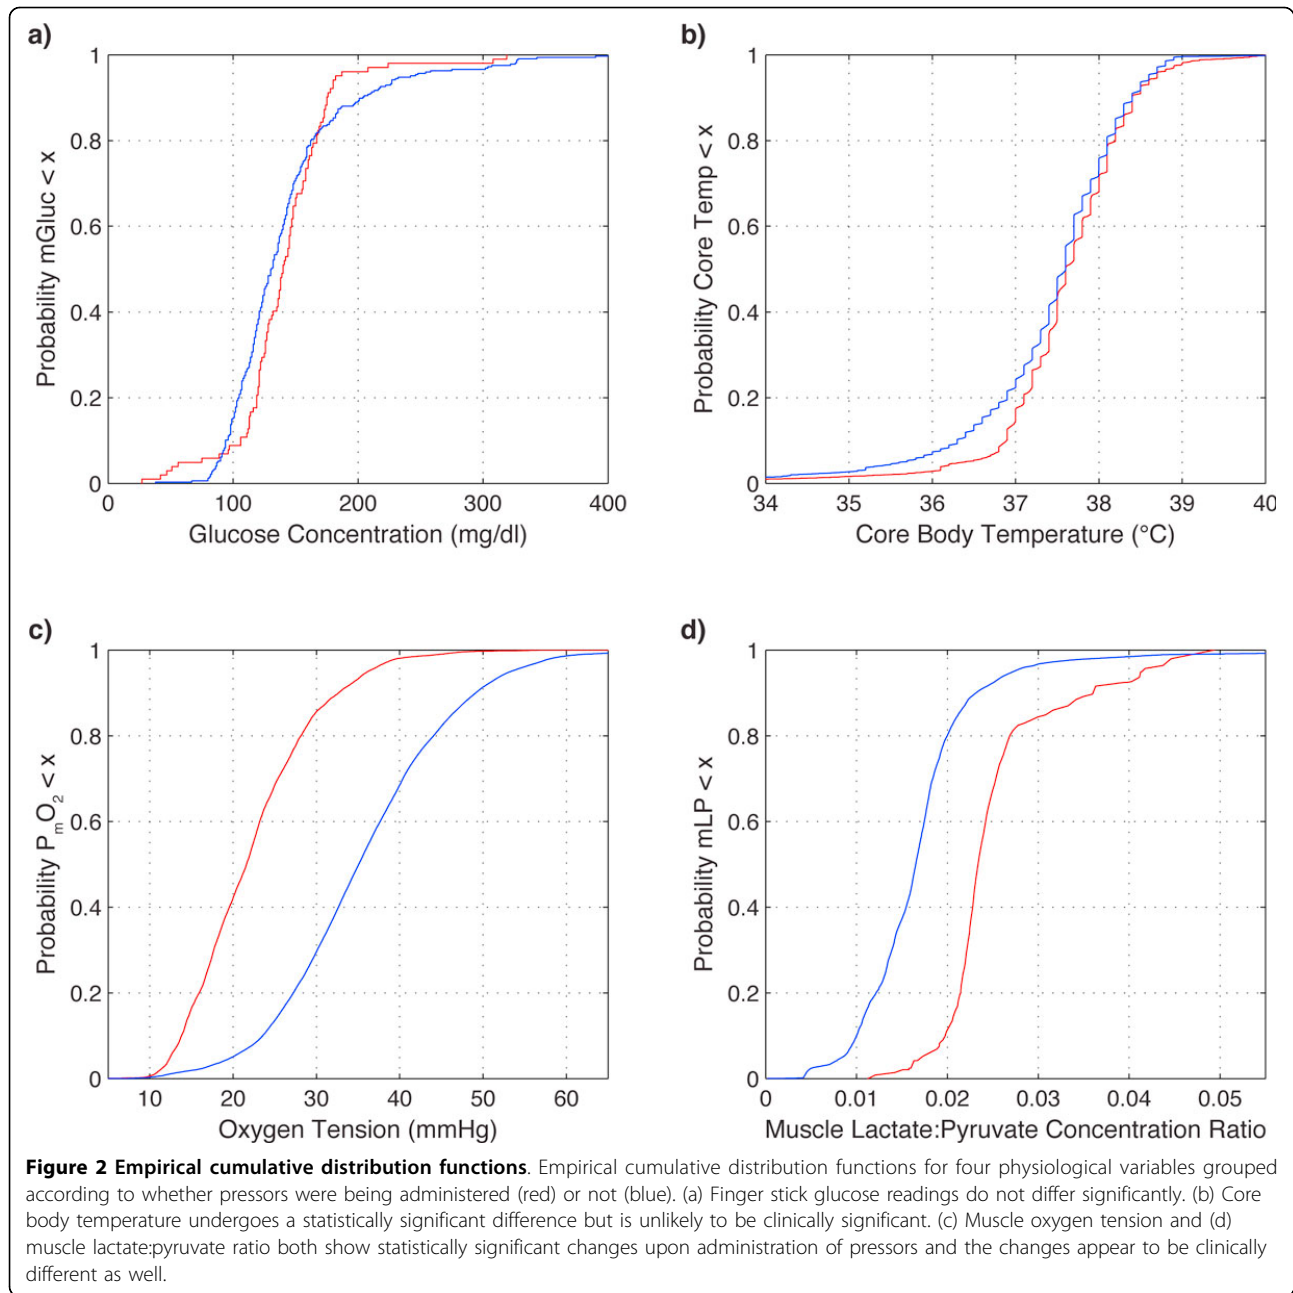 a)
Probability mGluc < x
1
0.8
0.6
0.4
0.2
0
0 100 200 300 400
Glucose Concentration (mg/dl)
b)
Probability Core Temp < x
1
0.8
0.6
0.4
0.2
0
34 35 36 37 38 39 40
Core Body Temperature (°C)
c)
Probability PmO2 < x
1
0.8
0.6
0.4
0.2
0
10 20 30 40 50 60
Oxygen Tension (mmHg)
d)
Probability mLP < x
1
0.8
0.6
0.4
0.2
0
0 0.01 0.02 0.03 0.04 0.05
Muscle Lactate:Pyruvate Concentration Ratio
Figure 2 Empirical cumulative distribution functions. Empirical cumulative distribution functions for four physiological variables grouped
according to whether pressors were being administered (red) or not (blue). (a) Finger stick glucose readings do not differ significantly. (b) Core
body temperature undergoes a statistically significant difference but is unlikely to be clinically significant. (c) Muscle oxygen tension and (d)
muscle lactate:pyruvate ratio both show statistically significant changes upon administration of pressors and the changes appear to be clinically
different as well.